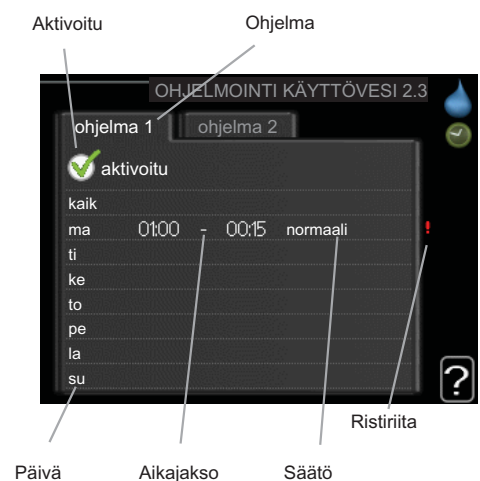 Aktivoitu Ohjelma
OHJELMOINTI KÄYTTÖVESI 2.3
ohjelma 1 ohjelma 2
aktivoitu
kaik
ma 01:00 - 00:15 normaali !
ti
ke
to
pe
la
su
?
Ristiriita
Päivä Aikajakso Säätö